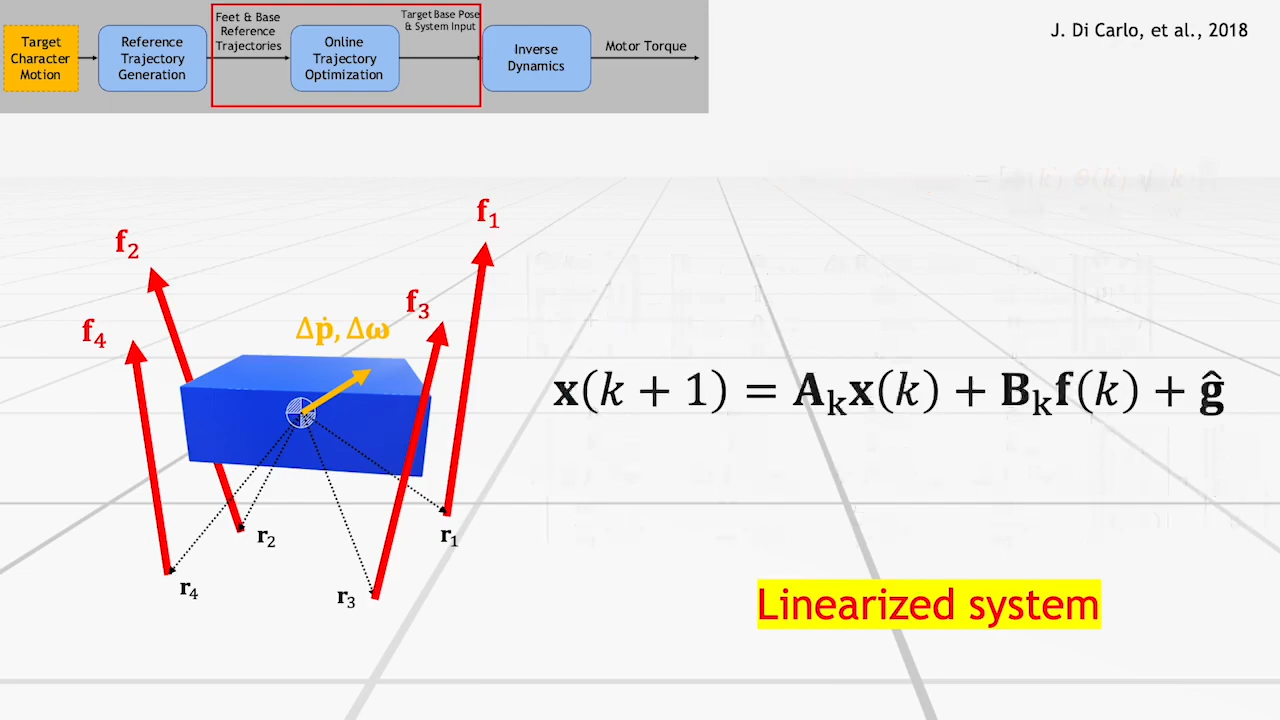 Target
Character
Motion
Reference
Trajectory
Generation
Feet & Base
Reference
Trajectories
Online
Trajectory
Optimization
Target Base Pose
& System Input
Inverse
Dynamics
Motor Torque
J. Di Carlo, et al., 2018
f₁
f₂
f₃
f₄
Δṗ, Δω
r₁
r₂
r₃
r₄
x(k + 1) = Aₖx(k) + Bₖf(k) + ĝ
Linearized system